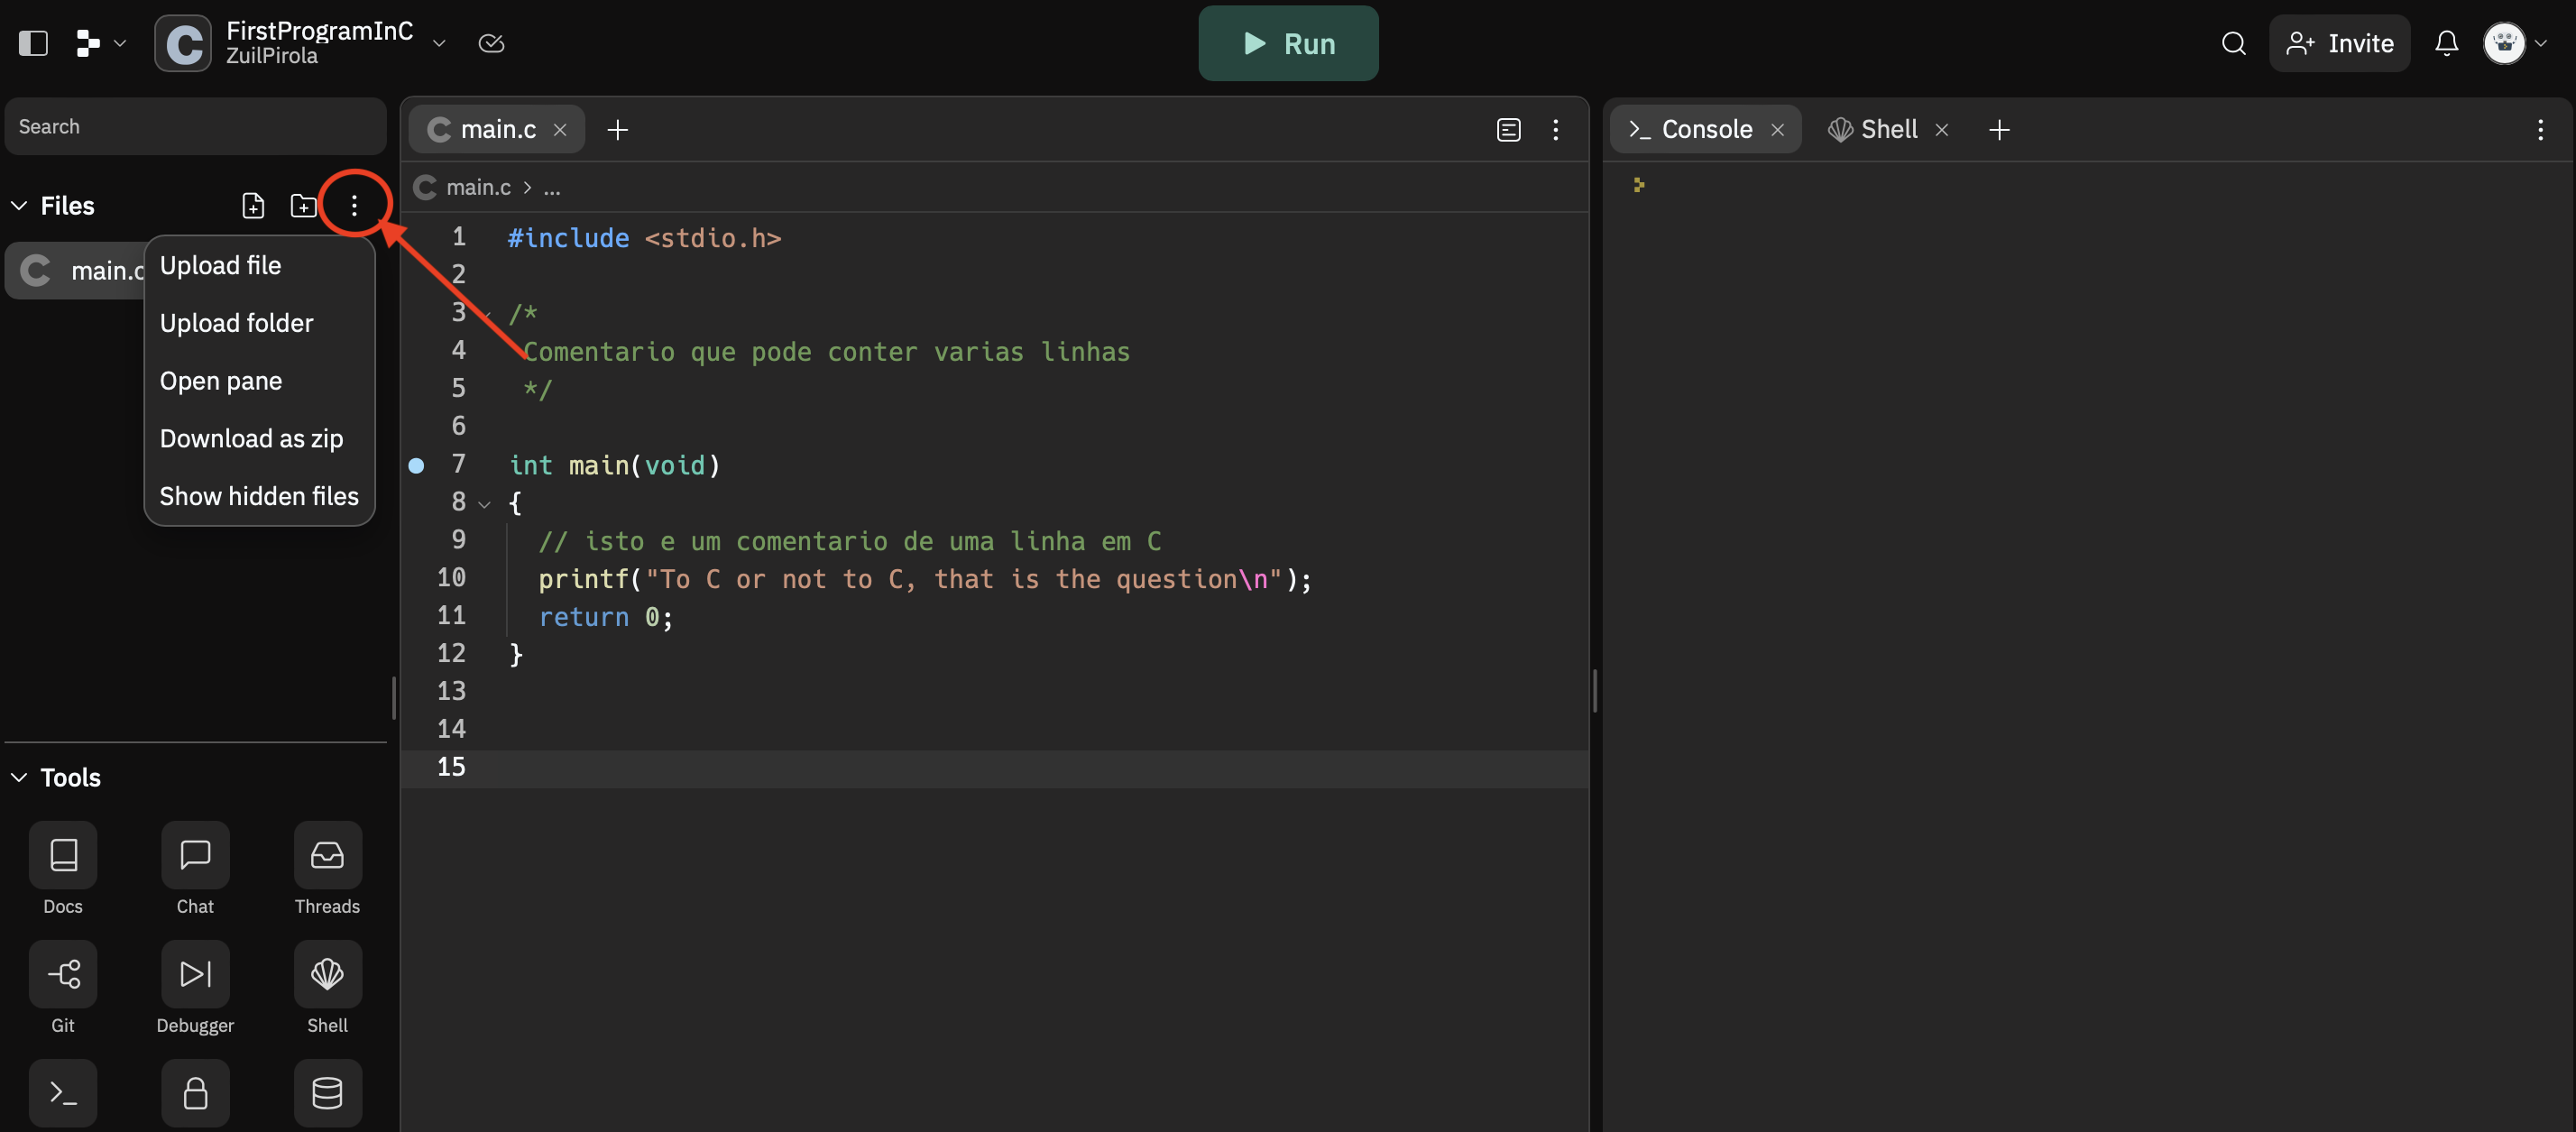 FirstProgramInC
ZuilPirola
Run
Invite
Search
Files
main.c
Upload file
Upload folder
Open pane
Download as zip
Show hidden files
Tools
Docs
Chat
Threads
Git
Debugger
Shell
main.c
main.c > ...
1 #include <stdio.h>
2
3 /*
4 Comentario que pode conter varias linhas
5 */
6
7 int main(void)
8 {
9 // isto e um comentario de uma linha em C
10 printf("To C or not to C, that is the question\n");
11 return 0;
12 }
13
14
15
Console
Shell